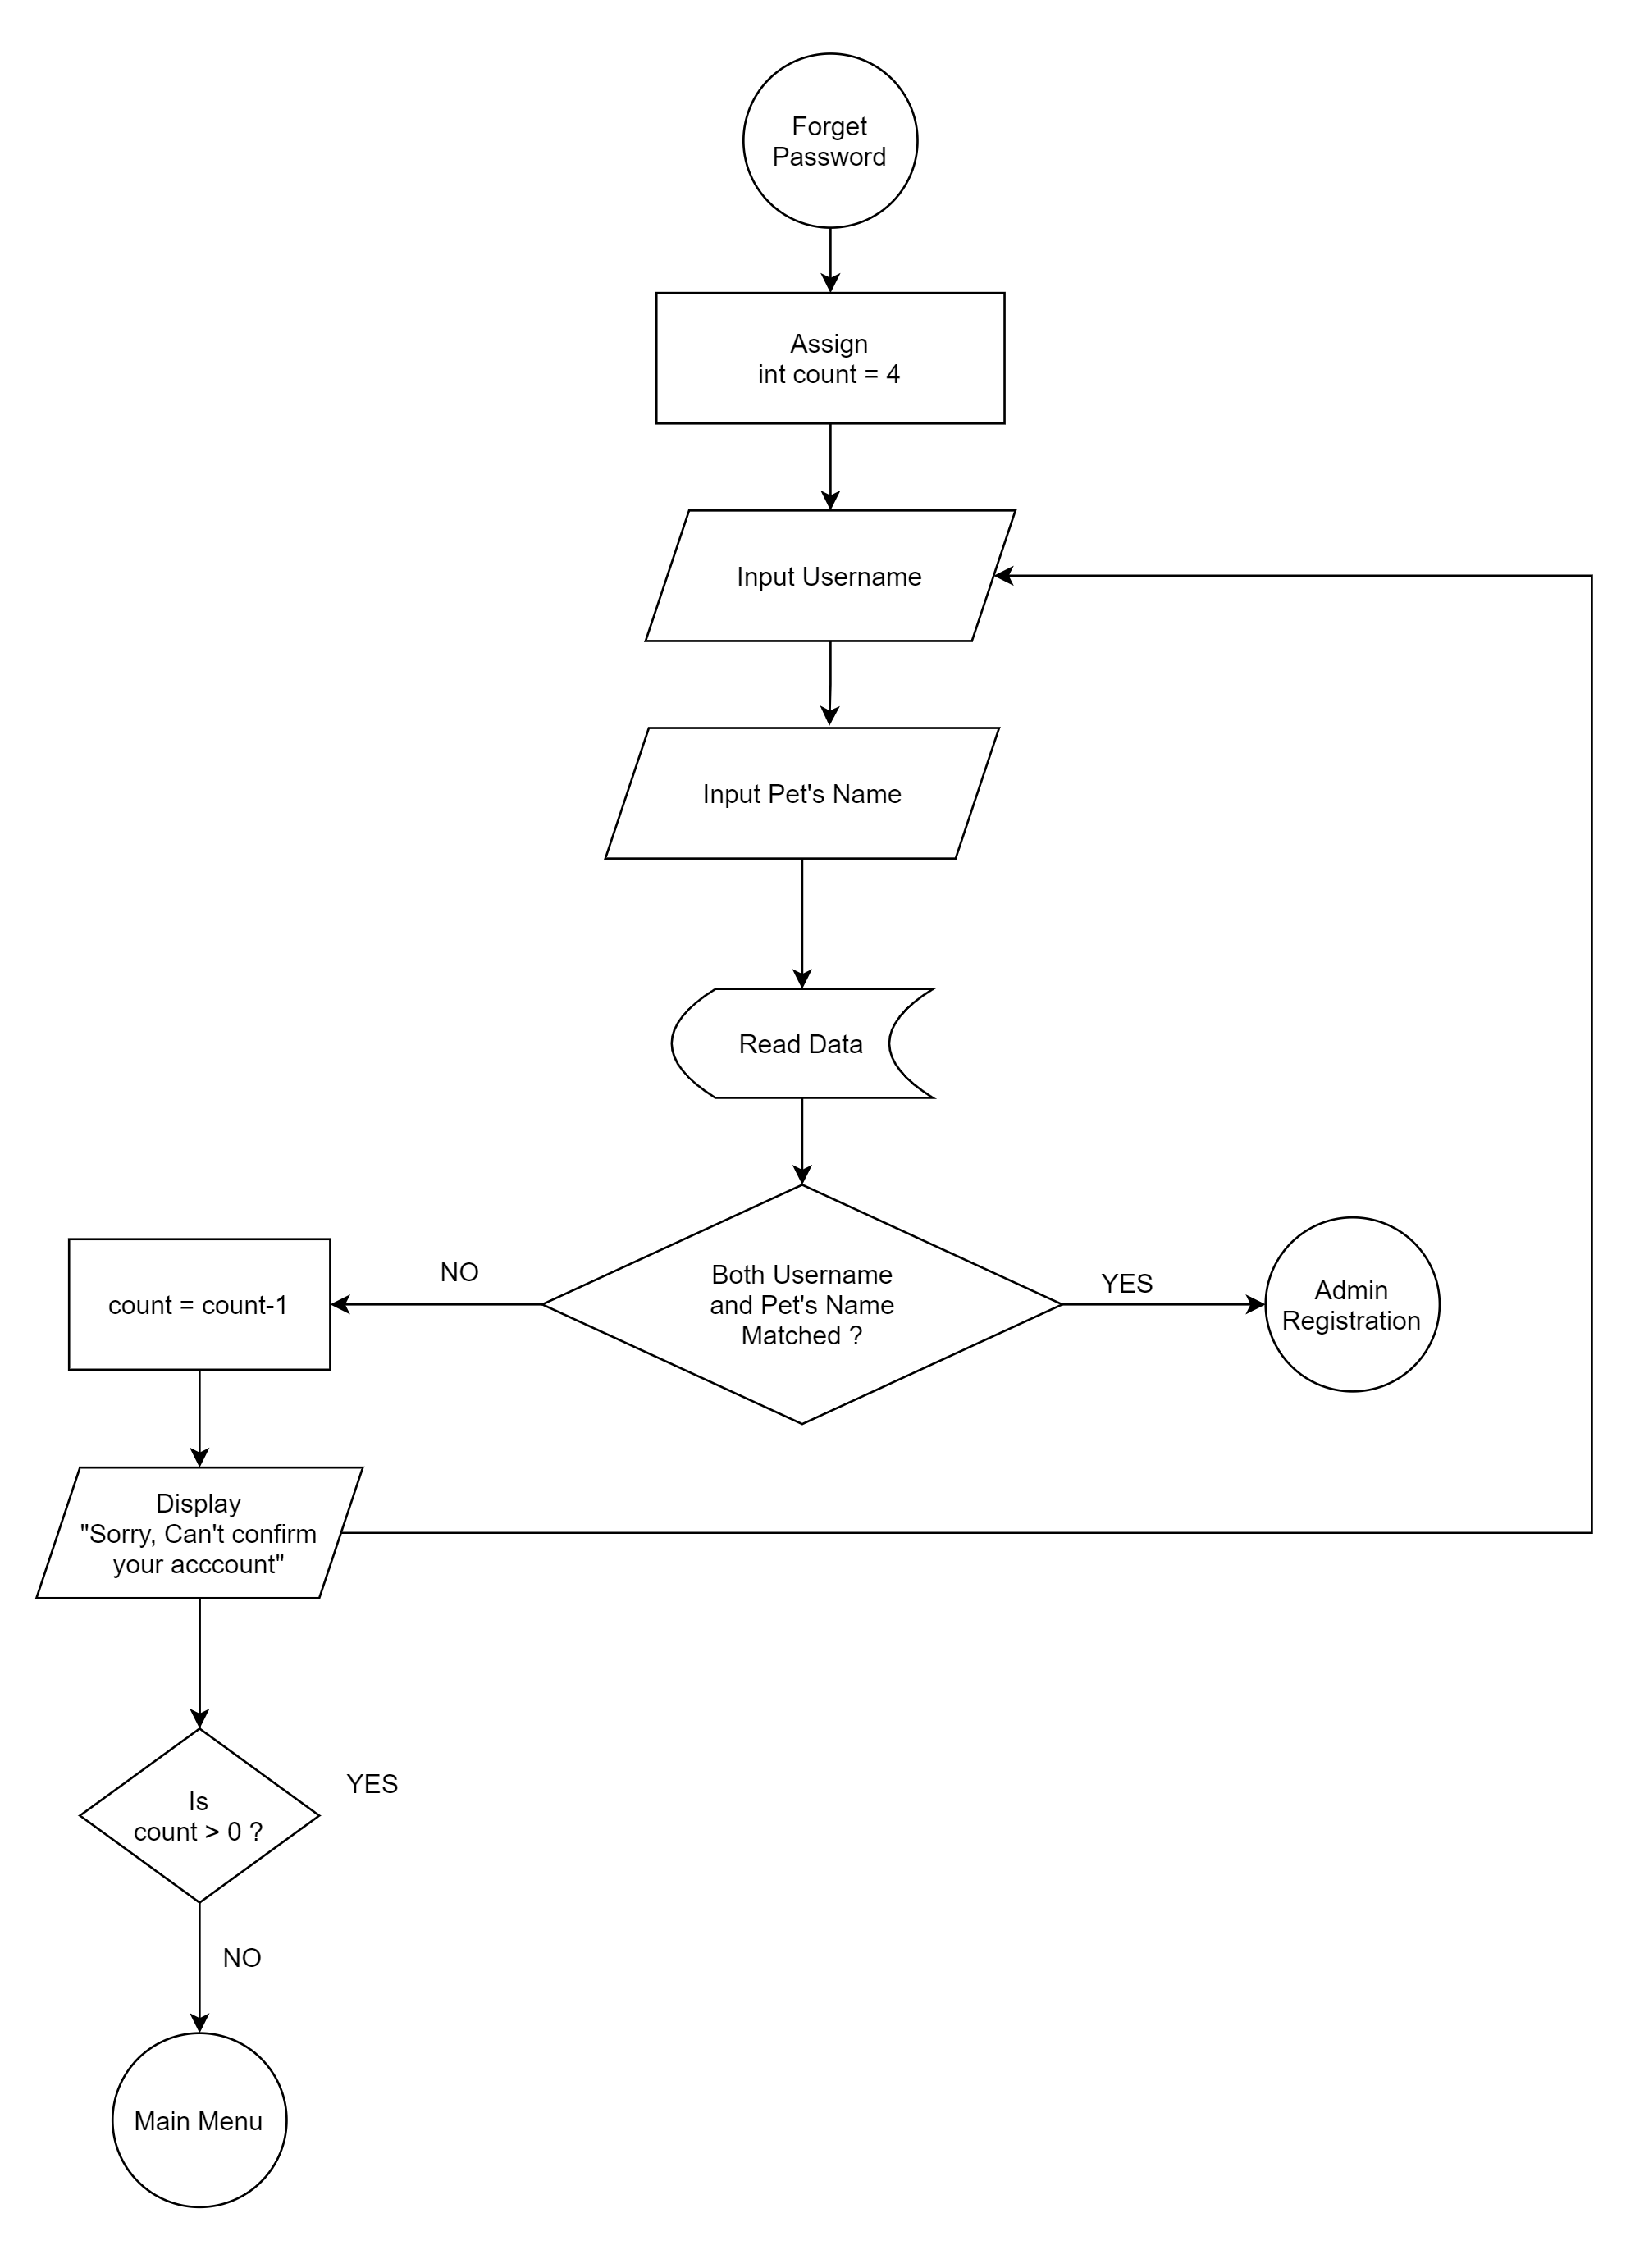 Forget
Password
Assign
int count = 4
Input Username
Input Pet's Name
Read Data
Both Username
and Pet's Name
Matched ?
NO
YES
count = count-1
Admin
Registration
Display
"Sorry, Can't confirm
your acccount"
Is
count > 0 ?
YES
NO
Main Menu